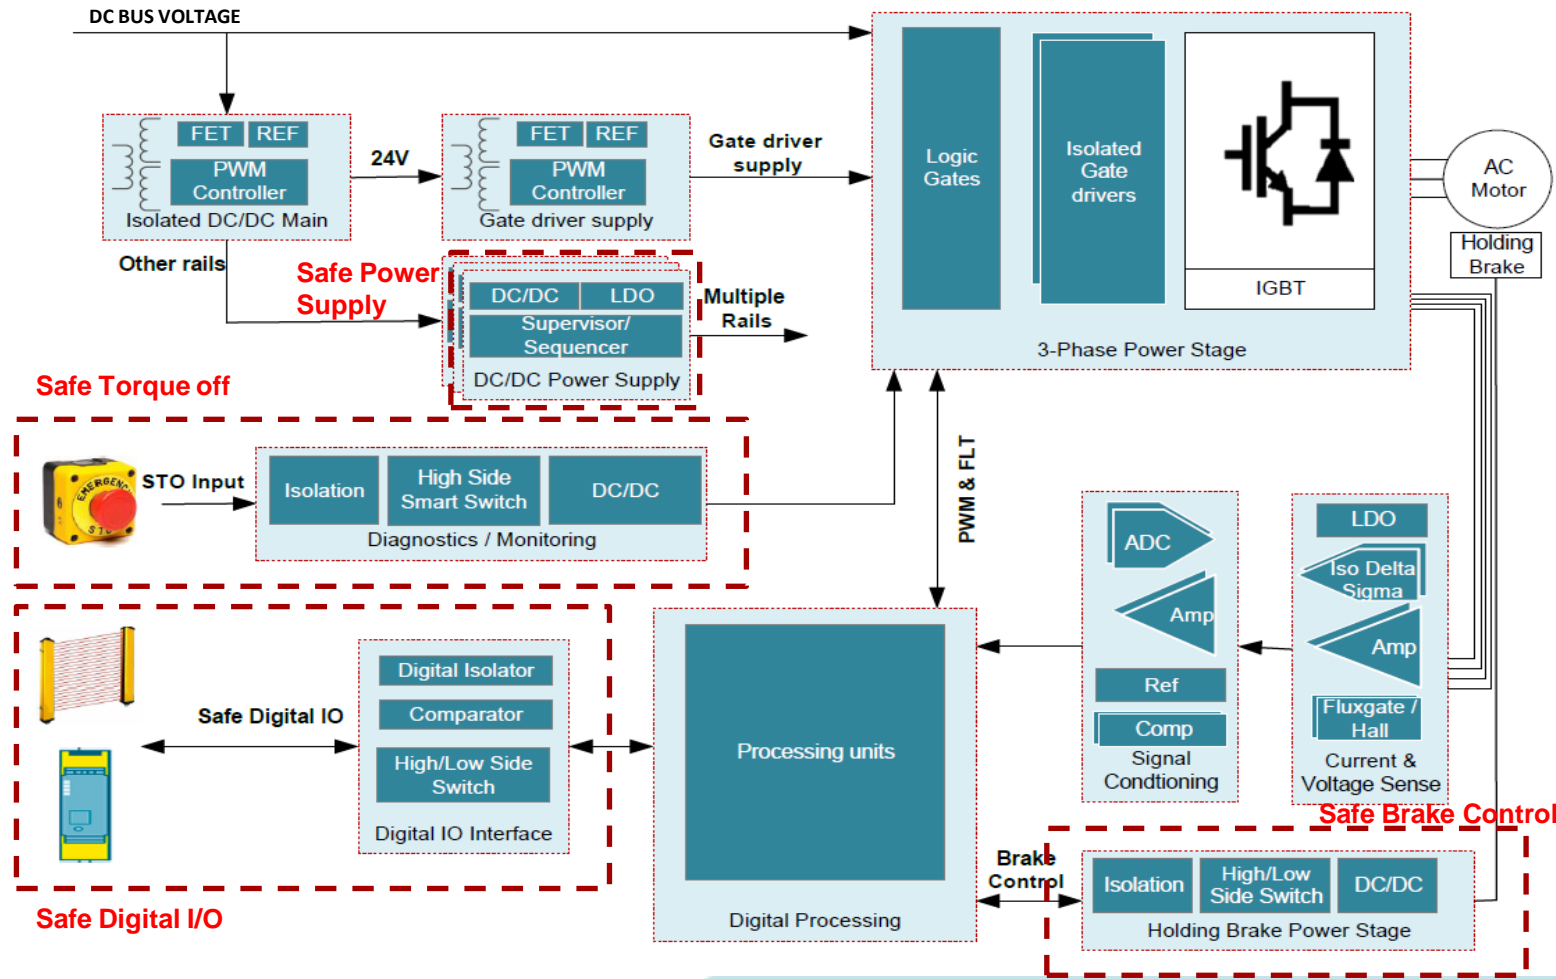 DC BUS VOLTAGE
FET
REF
PWM
Controller
Isolated DC/DC Main
24V
FET
REF
PWM
Controller
Gate driver supply
Gate driver
supply
Logic
Gates
Isolated
Gate
drivers
IGBT
3-Phase Power Stage
AC
Motor
Holding
Brake
Other rails
Safe Power
Supply
DC/DC
LDO
Supervisor/
Sequencer
DC/DC Power Supply
Multiple
Rails
Safe Torque off
EMERGENCY
STOP
STO Input
Isolation
High Side
Smart Switch
DC/DC
Diagnostics / Monitoring
PWM & FLT
ADC
Amp
Ref
Comp
Signal
Condtioning
LDO
Iso Delta
Sigma
Amp
Fluxgate /
Hall
Current &
Voltage Sense
Safe Digital IO
Digital Isolator
Comparator
High/Low Side
Switch
Digital IO Interface
Safe Digital I/O
Processing units
Digital Processing
Safe Brake Control
Brake
Control
Isolation
High/Low
Side Switch
DC/DC
Holding Brake Power Stage